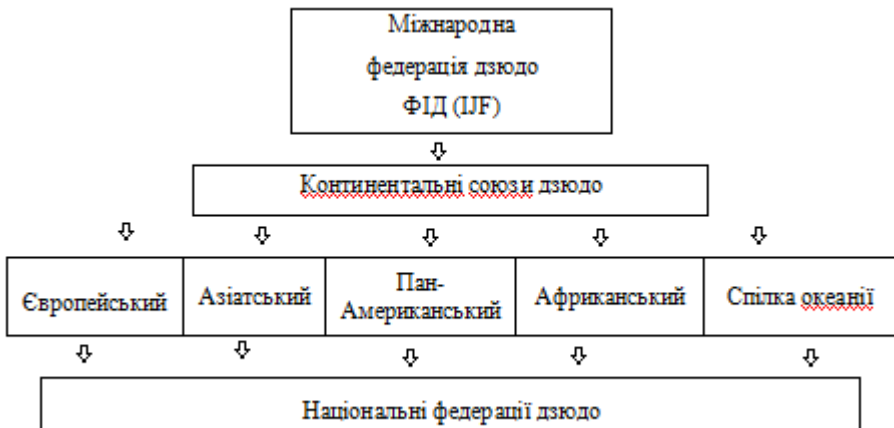 Міжнародна
федерація дзюдо
ФІД (IJF)
Континентальні союзи дзюдо
Європейський
Азіатський
Пан-
Американський
Африканський
Спілка океанії
Національні федерації дзюдо